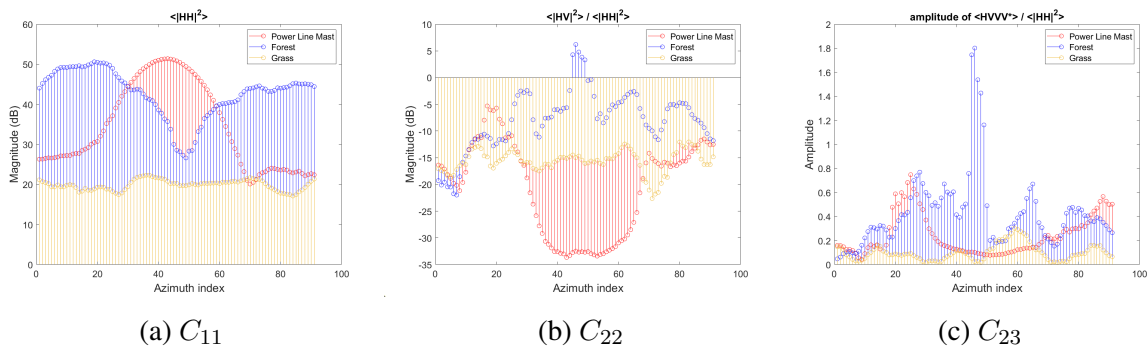 <|HH|²>
Magnitude (dB)
60
50
40
30
20
10
0
0 20 40 60 80 100
Azimuth index
Power Line Mast
Forest
Grass
(a) C₁₁
<|HV|²> / <|HH|²>
Magnitude (dB)
10
5
0
-5
-10
-15
-20
-25
-30
-35
0 20 40 60 80 100
Azimuth index
Power Line Mast
Forest
Grass
(b) C₂₂
amplitude of <HVVV*> / <|HH|²>
Amplitude
2
1.8
1.6
1.4
1.2
1
0.8
0.6
0.4
0.2
0
0 20 40 60 80 100
Azimuth index
Power Line Mast
Forest
Grass
(c) C₂₃